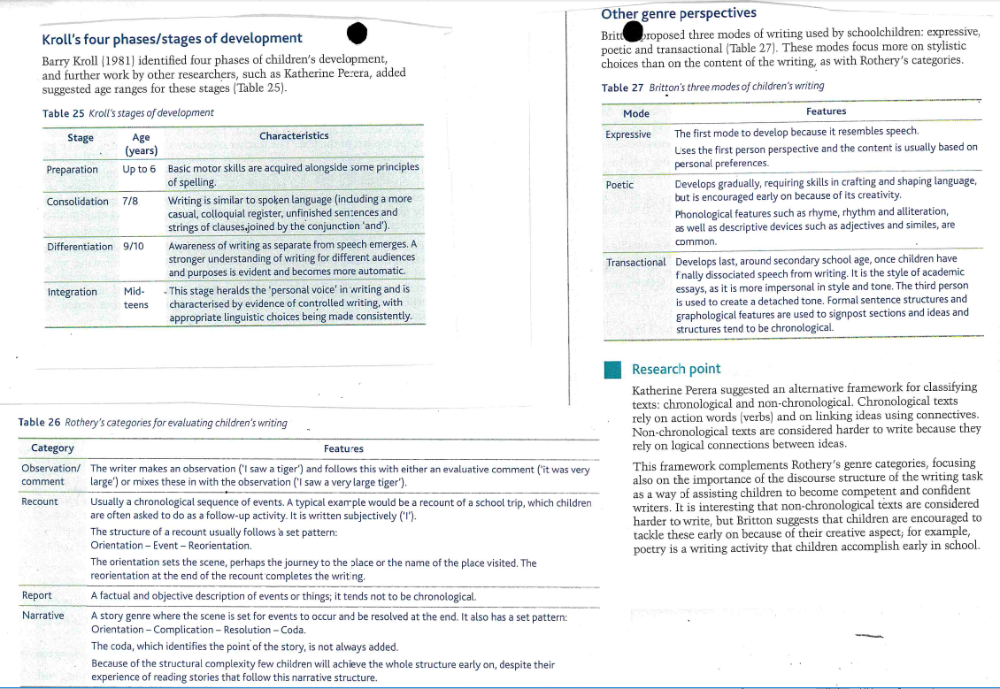 Kroll's four phases/stages of development
Barry Kroll (1981) identified four phases of children's development,
and further work by other researchers, such as Katherine Perera, added
suggested age ranges for these stages (Table 25).
Table 25 Kroll's stages of development
Stage Age (years) Characteristics
Preparation Up to 6 Basic motor skills are acquired alongside some principles
of spelling.
Consolidation 7/8 Writing is similar to spoken language (including a more
casual, colloquial register, unfinished sentences and
strings of clauses joined by the conjunction 'and').
Differentiation 9/10 Awareness of writing as separate from speech emerges. A
stronger understanding of writing for different audiences
and purposes is evident and becomes more automatic.
Integration Mid- This stage heralds the 'personal voice' in writing and is
teens characterised by evidence of controlled writing, with
appropriate linguistic choices being made consistently.
Table 26 Rothery's categories for evaluating children's writing
Category Features
Observation/ The writer makes an observation ('I saw a tiger') and follows this with either an evaluative comment ('it was very
comment large') or mixes these in with the observation ('I saw a very large tiger').
Recount Usually a chronological sequence of events. A typical example would be a recount of a school trip, which children
are often asked to do as a follow-up activity. It is written subjectively ('I').
The structure of a recount usually follows a set pattern:
Orientation – Event – Reorientation.
The orientation sets the scene, perhaps the journey to the place or the name of the place visited. The
reorientation at the end of the recount completes the writing.
Report A factual and objective description of events or things; it tends not to be chronological.
Narrative A story genre where the scene is set for events to occur and be resolved at the end. It also has a set pattern:
Orientation – Complication – Resolution – Coda.
The coda, which identifies the point of the story, is not always added.
Because of the structural complexity few children will achieve the whole structure early on, despite their
experience of reading stories that follow this narrative structure.
Other genre perspectives
proposed three modes of writing used by schoolchildren: expressive,
poetic and transactional (Table 27). These modes focus more on stylistic
choices than on the content of the writing, as with Rothery's categories.
Table 27 Britton's three modes of children's writing
Mode Features
Expressive The first mode to develop because it resembles speech.
Uses the first person perspective and the content is usually based on
personal preferences.
Poetic Develops gradually, requiring skills in crafting and shaping language,
but is encouraged early on because of its creativity.
Phonological features such as rhyme, rhythm and alliteration,
as well as descriptive devices such as adjectives and similes, are
common.
Transactional Develops last, around secondary school age, once children have
finally dissociated speech from writing. It is the style of academic
essays, as it is more impersonal in style and tone. The third person
is used to create a detached tone. Formal sentence structures and
graphological features are used to signpost sections and ideas and
structures tend to be chronological.
Research point
Katherine Perera suggested an alternative framework for classifying
texts: chronological and non-chronological. Chronological texts
rely on action words (verbs) and on linking ideas using connectives.
Non-chronological texts are considered harder to write because they
rely on logical connections between ideas.
This framework complements Rothery's genre categories, focusing
also on the importance of the discourse structure of the writing task
as a way of assisting children to become competent and confident
writers. It is interesting that non-chronological texts are considered
harder to write, but Britton suggests that children are encouraged to
tackle these early on because of their creative aspect; for example,
poetry is a writing activity that children accomplish early in school.